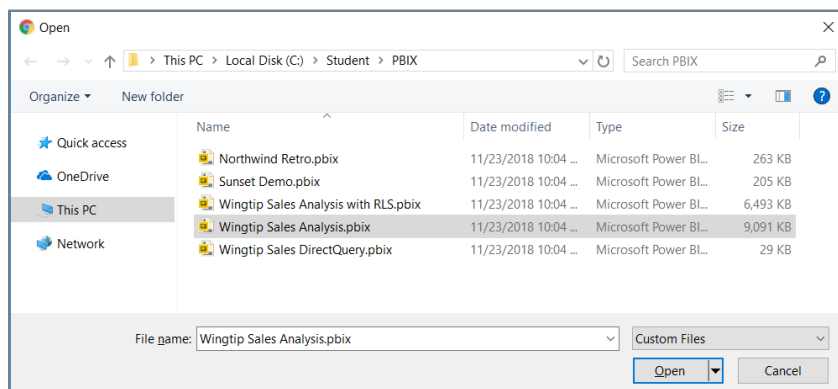 Open
This PC > Local Disk (C:) > Student > PBIX
Search PBIX
Organize
New folder
Name Date modified Type Size
Quick access
OneDrive
This PC
Network
Northwind Retro.pbix 11/23/2018 10:04 ... Microsoft Power BI... 263 KB
Sunset Demo.pbix 11/23/2018 10:04 ... Microsoft Power BI... 205 KB
Wingtip Sales Analysis with RLS.pbix 11/23/2018 10:04 ... Microsoft Power BI... 6,493 KB
Wingtip Sales Analysis.pbix 11/23/2018 10:04 ... Microsoft Power BI... 9,091 KB
Wingtip Sales DirectQuery.pbix 11/23/2018 10:04 ... Microsoft Power BI... 29 KB
File name: Wingtip Sales Analysis.pbix
Custom Files
Open
Cancel